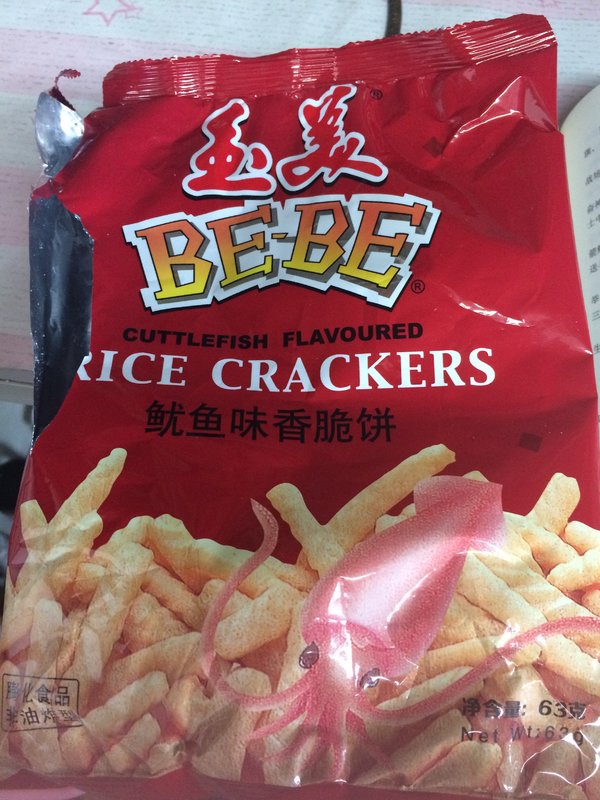 玉美®
BE-BE®
CUTTLEFISH FLAVOURED
RICE CRACKERS
鱿鱼味香脆饼
膨化食品
非油炸型
净含量: 63克
Net Wt:63g